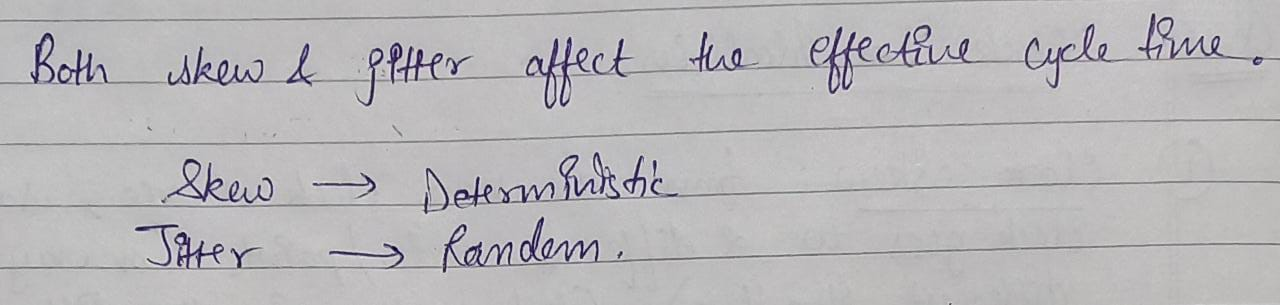 Both skew & jitter affect the effective cycle time.
Skew → Deterministic
Jitter → Random.